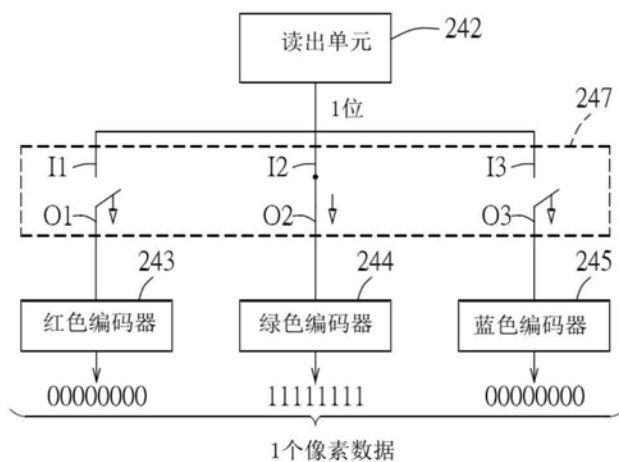 读出单元
242
1位
247
I1
I2
I3
O1
O2
O3
243
244
245
红色编码器
绿色编码器
蓝色编码器
00000000
11111111
00000000
1个像素数据